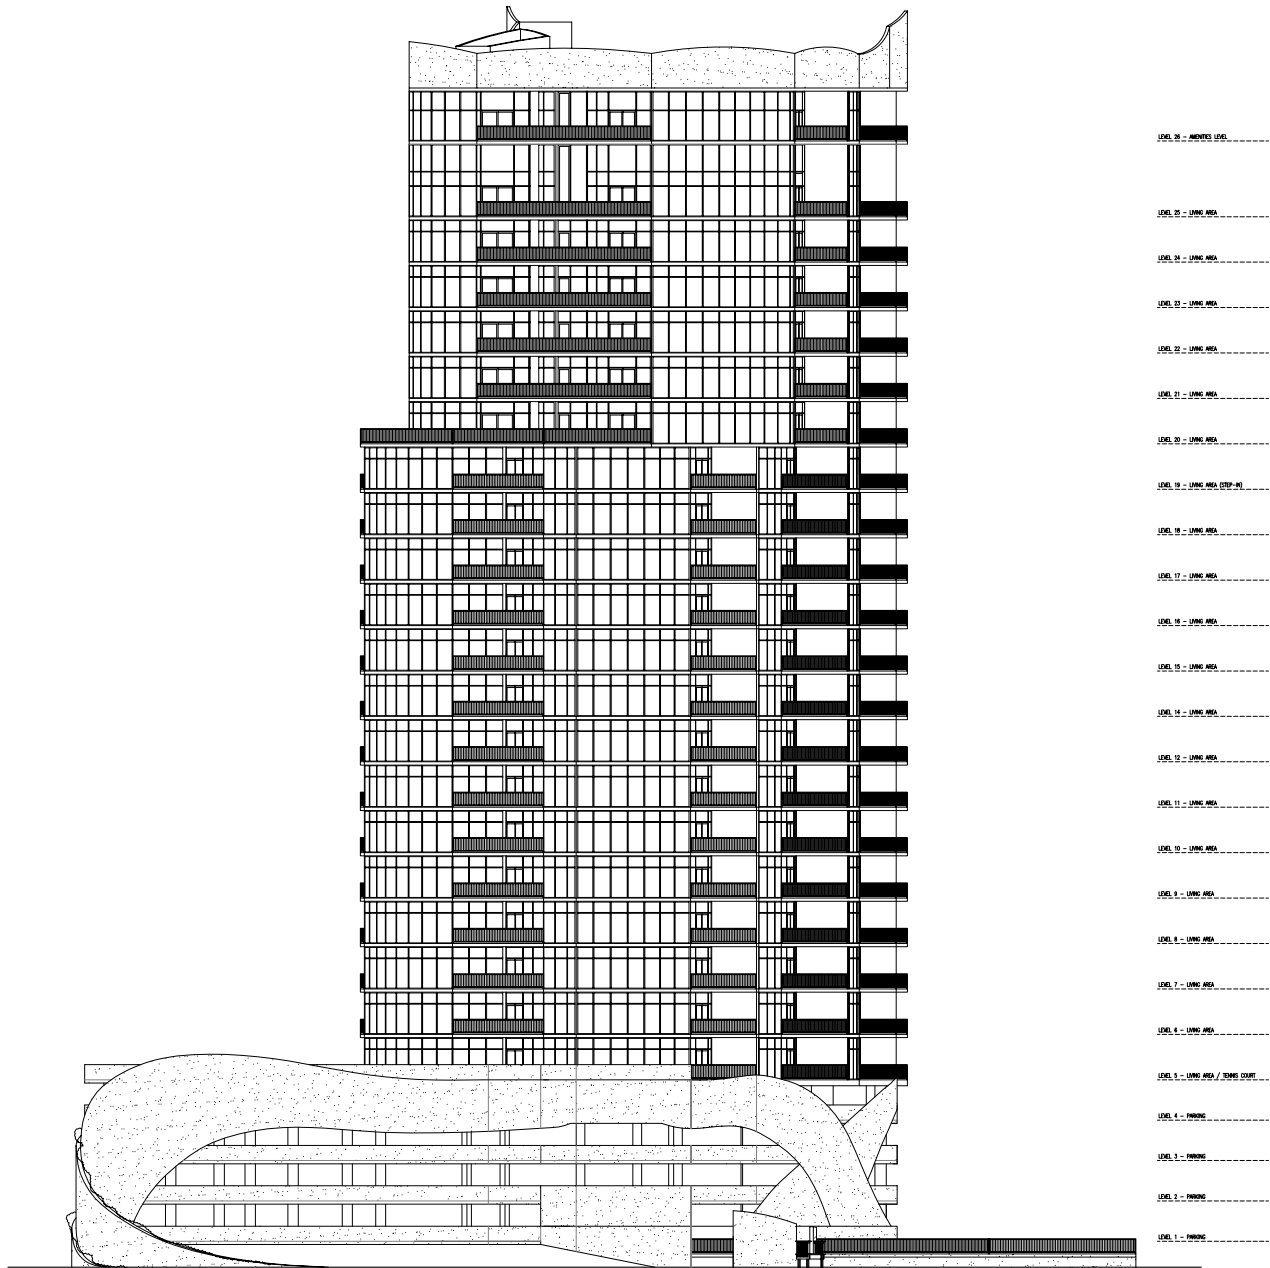 LEVEL 26 - AMENITIES LEVEL
LEVEL 25 - LIVING AREA
LEVEL 24 - LIVING AREA
LEVEL 23 - LIVING AREA
LEVEL 22 - LIVING AREA
LEVEL 21 - LIVING AREA
LEVEL 20 - LIVING AREA
LEVEL 19 - LIVING AREA (STEP-IN)
LEVEL 18 - LIVING AREA
LEVEL 17 - LIVING AREA
LEVEL 16 - LIVING AREA
LEVEL 15 - LIVING AREA
LEVEL 14 - LIVING AREA
LEVEL 12 - LIVING AREA
LEVEL 11 - LIVING AREA
LEVEL 10 - LIVING AREA
LEVEL 9 - LIVING AREA
LEVEL 8 - LIVING AREA
LEVEL 7 - LIVING AREA
LEVEL 6 - LIVING AREA
LEVEL 5 - LIVING AREA / TENNIS COURT
LEVEL 4 - PARKING
LEVEL 3 - PARKING
LEVEL 2 - PARKING
LEVEL 1 - PARKING